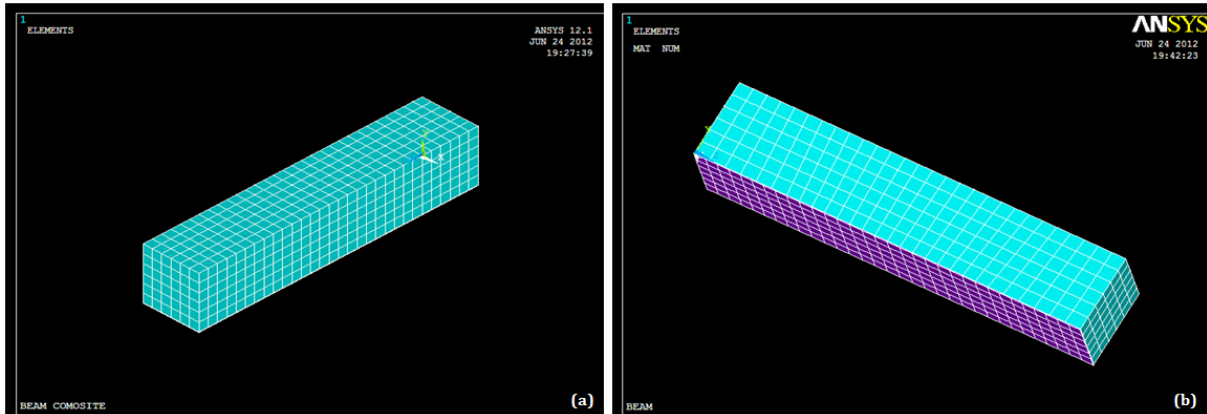 1
ELEMENTS
ANSYS 12.1
JUN 24 2012
19:27:39
Y
X
BEAM COMOSITE
(a)
1
ELEMENTS
MAT NUM
ANSYS
JUN 24 2012
19:42:23
Y
BEAM
(b)